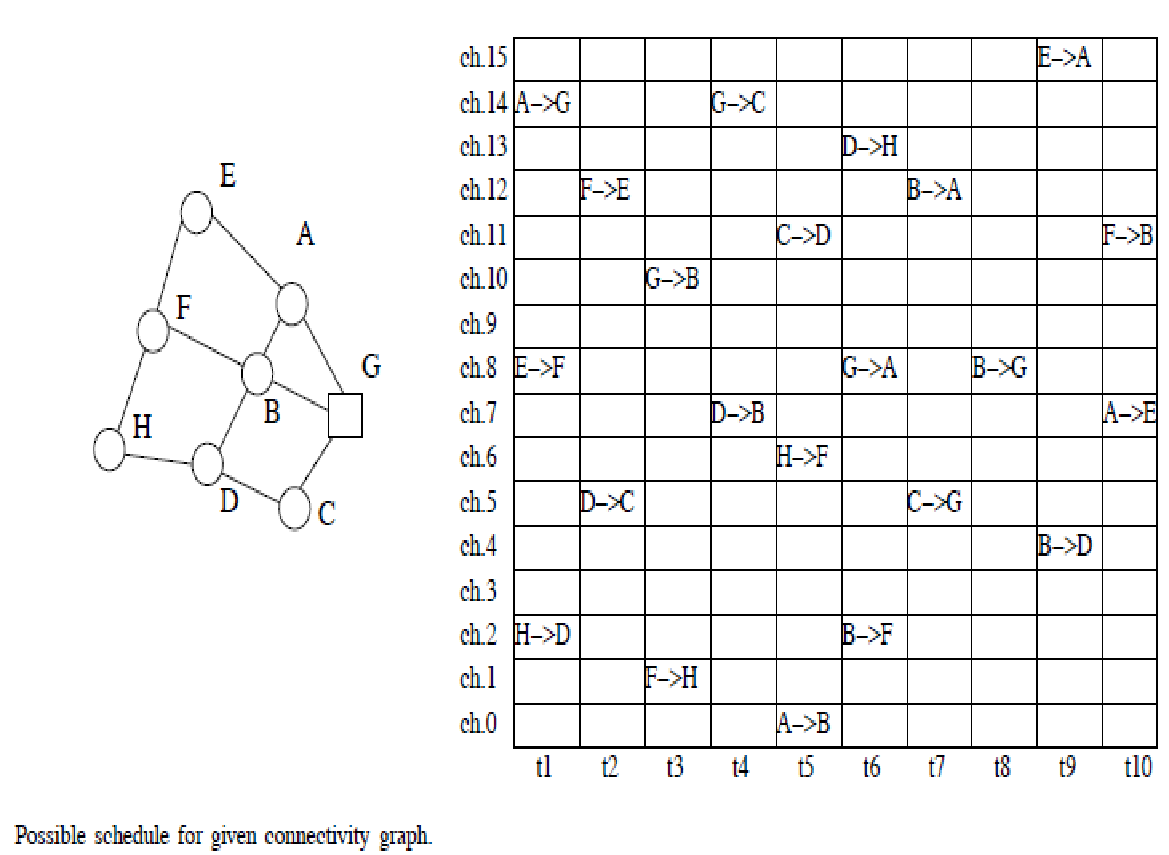 E
A
F
G
B
H
D
C
ch.15 E–>A
ch.14 A–>G G–>C
ch.13 D–>H
ch.12 F–>E B–>A
ch.11 C–>D F–>B
ch.10 G–>B
ch.9
ch.8 E–>F G–>A B–>G
ch.7 D–>B A–>E
ch.6 H–>F
ch.5 D–>C C–>G
ch.4 B–>D
ch.3
ch.2 H–>D B–>F
ch.1 F–>H
ch.0 A–>B
t1 t2 t3 t4 t5 t6 t7 t8 t9 t10
Possible schedule for given connectivity graph.